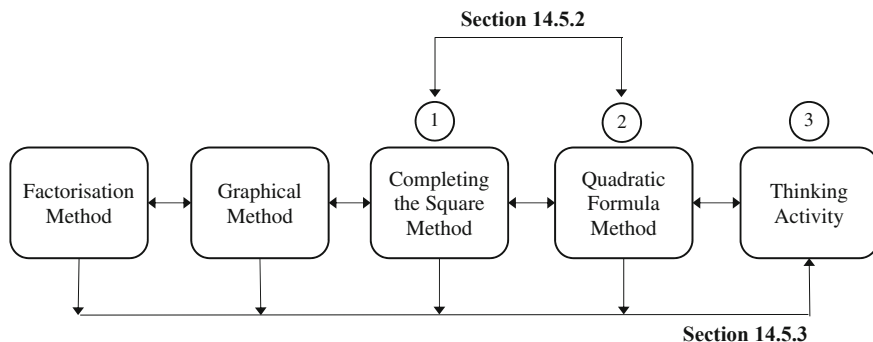 Section 14.5.2
1
2
3
Factorisation
Method
Graphical
Method
Completing
the Square
Method
Quadratic
Formula
Method
Thinking
Activity
Section 14.5.3